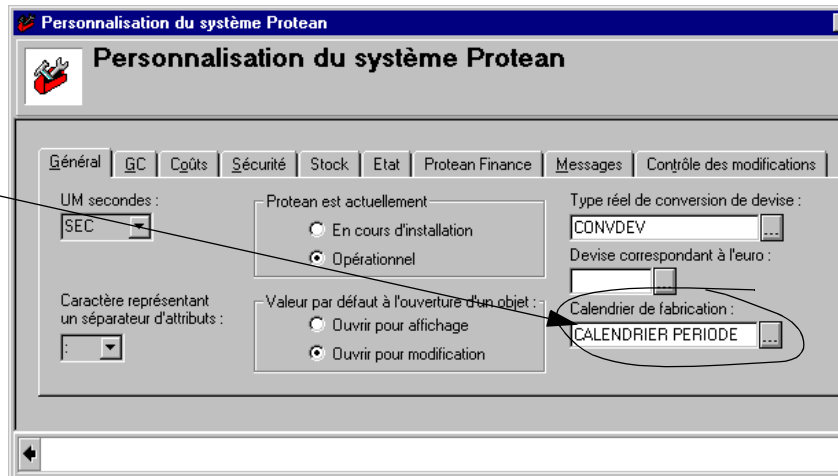 Personnalisation du système Protean
Personnalisation du système Protean
Général GC Coûts Sécurité Stock Etat Protean Finance Messages Contrôle des modifications
UM secondes :
SEC
Protean est actuellement
En cours d'installation
Opérationnel
Type réel de conversion de devise :
CONVDEV ...
Devise correspondant à l'euro :
...
Caractère représentant
un séparateur d'attributs :
:
Valeur par défaut à l'ouverture d'un objet :
Ouvrir pour affichage
Ouvrir pour modification
Calendrier de fabrication :
CALENDRIER PERIODE ...